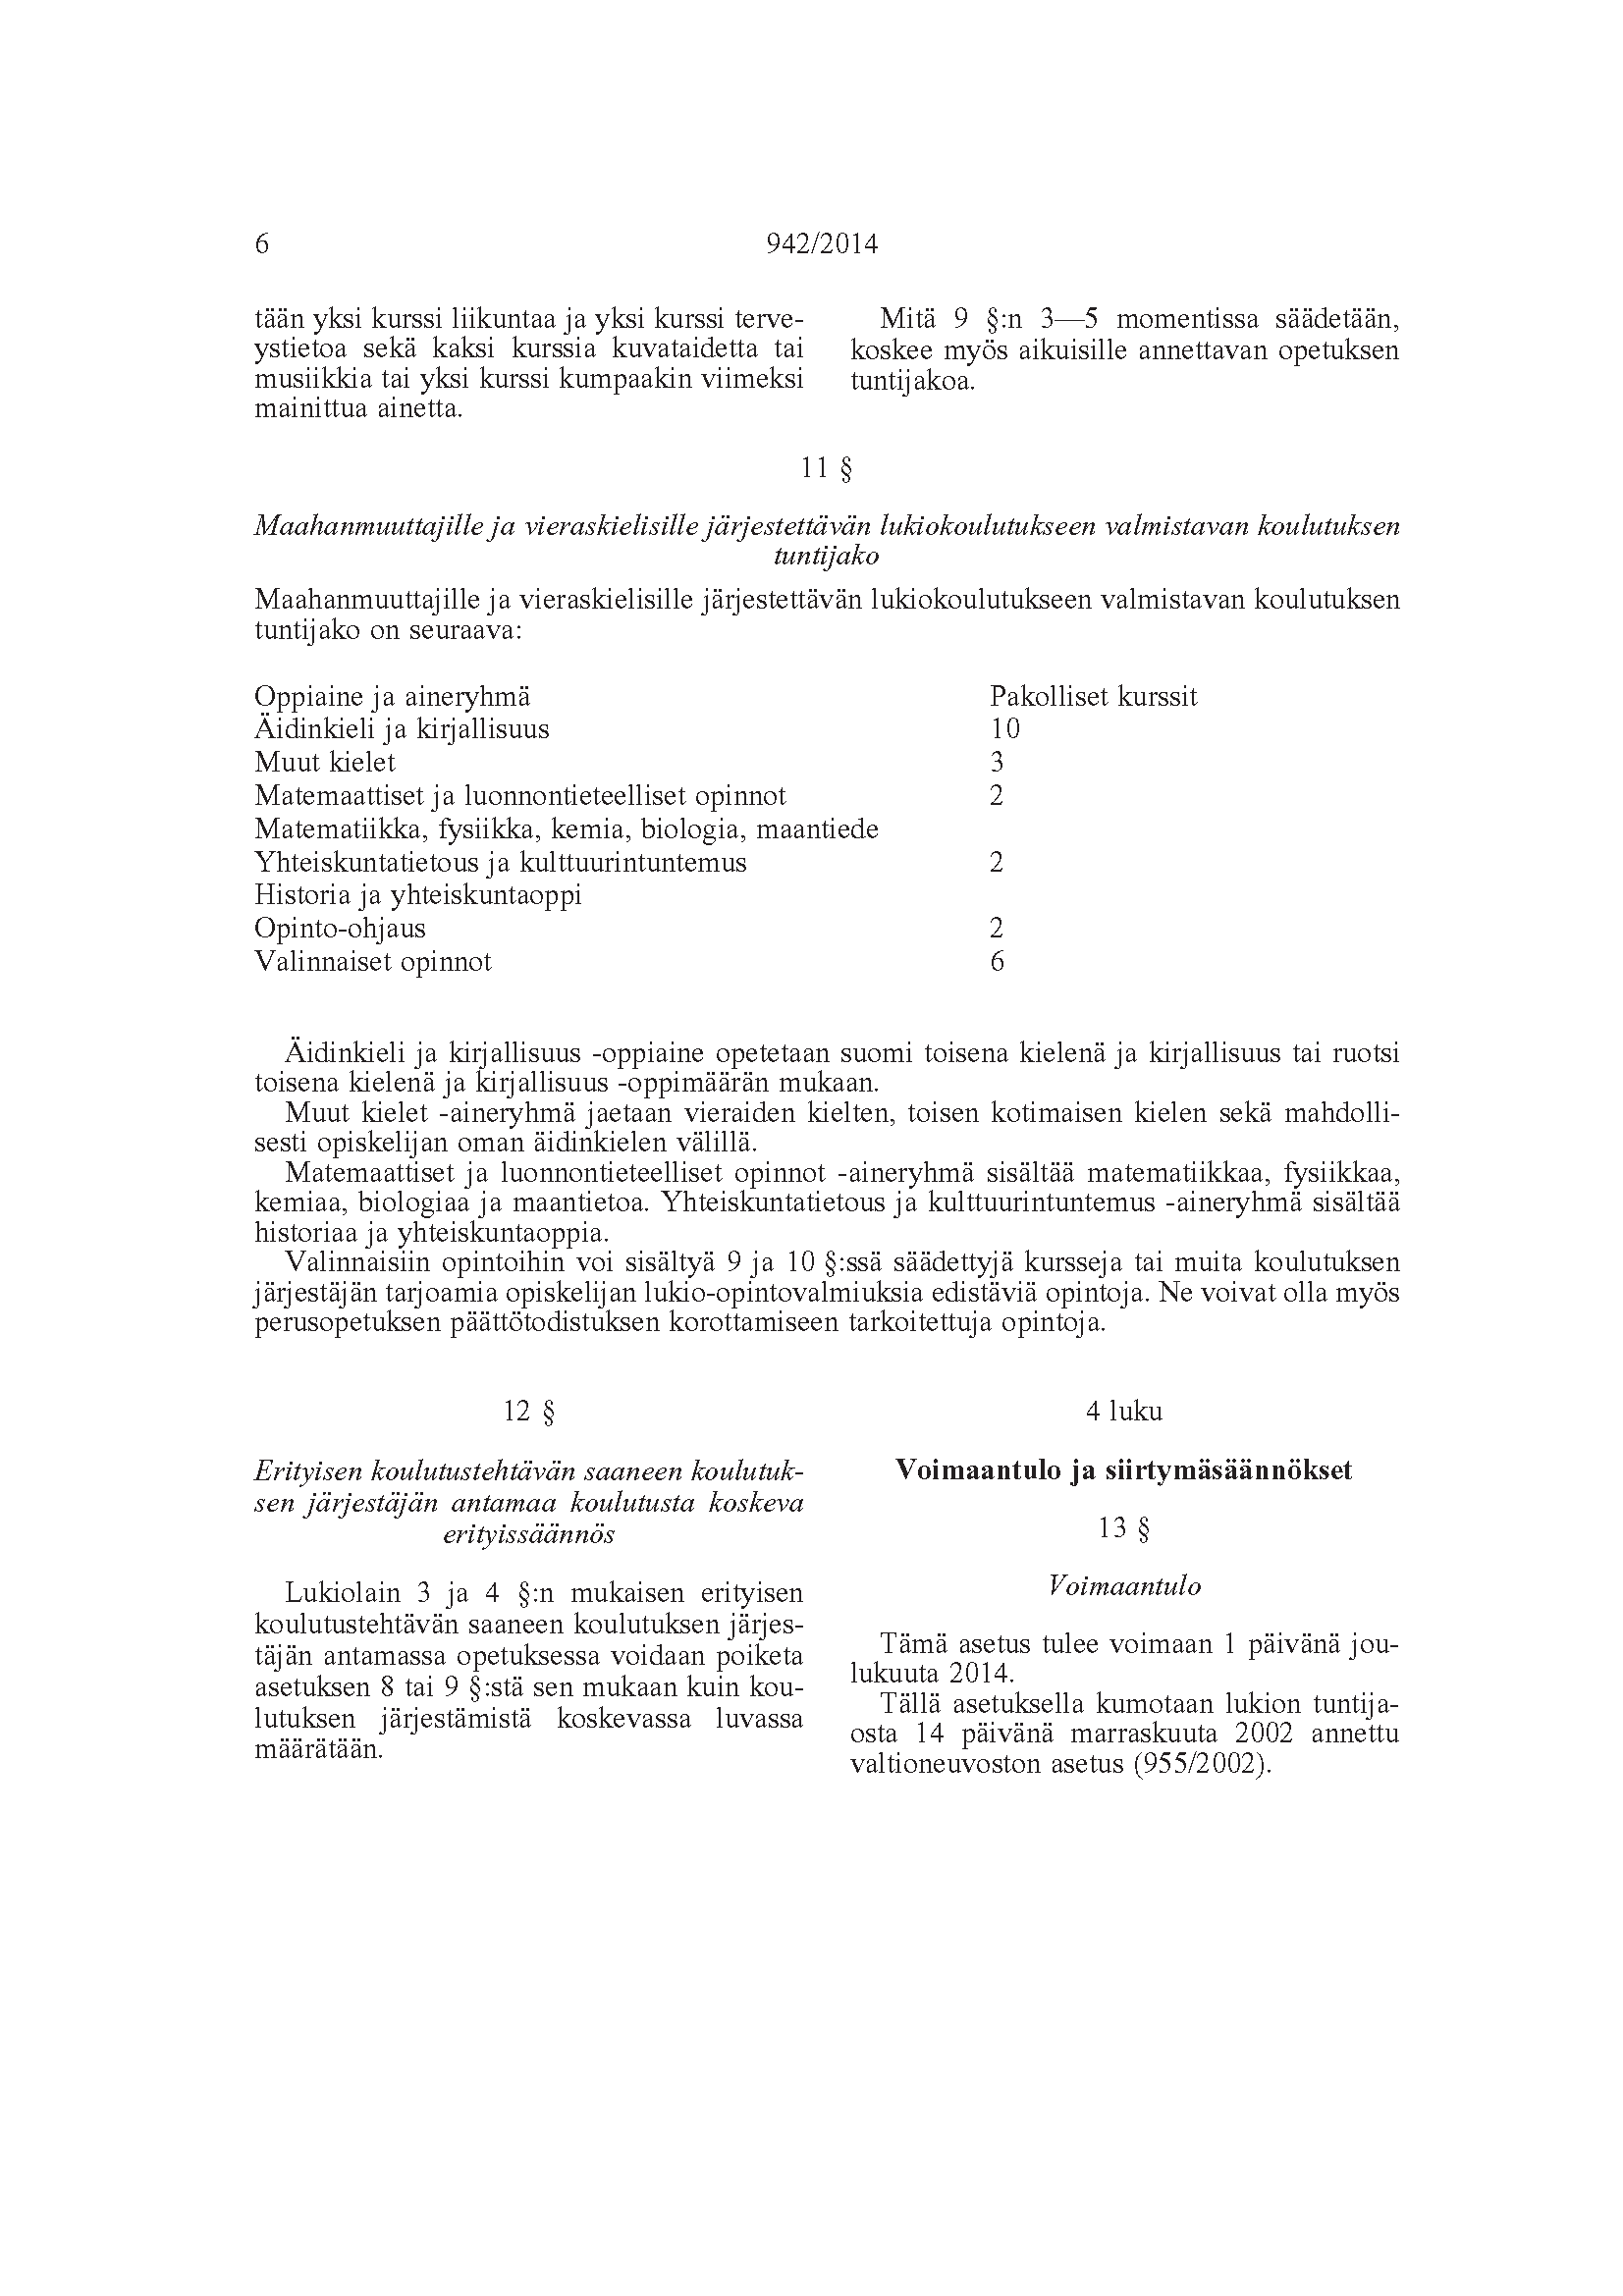 6
942/2014
tään yksi kurssi liikuntaa ja yksi kurssi terve-
ystietoa sekä kaksi kurssia kuvataidetta tai
musiikkia tai yksi kurssi kumpaakin viimeksi
mainittua ainetta.
Mitä 9 §:n 3—5 momentissa säädetään,
koskee myös aikuisille annettavan opetuksen
tuntijakoa.
11 §
Maahanmuuttajille ja vieraskielisille järjestettävän lukiokoulutukseen valmistavan koulutuksen
tuntijako
Maahanmuuttajille ja vieraskielisille järjestettävän lukiokoulutukseen valmistavan koulutuksen
tuntijako on seuraava:
Oppiaine ja aineryhmä Pakolliset kurssit
Äidinkieli ja kirjallisuus 10
Muut kielet 3
Matemaattiset ja luonnontieteelliset opinnot 2
Matematiikka, fysiikka, kemia, biologia, maantiede
Yhteiskuntatietous ja kulttuurintuntemus 2
Historia ja yhteiskuntaoppi
Opinto-ohjaus 2
Valinnaiset opinnot 6
Äidinkieli ja kirjallisuus -oppiaine opetetaan suomi toisena kielenä ja kirjallisuus tai ruotsi
toisena kielenä ja kirjallisuus -oppimäärän mukaan.
Muut kielet -aineryhmä jaetaan vieraiden kielten, toisen kotimaisen kielen sekä mahdolli-
sesti opiskelijan oman äidinkielen välillä.
Matemaattiset ja luonnontieteelliset opinnot -aineryhmä sisältää matematiikkaa, fysiikkaa,
kemiaa, biologiaa ja maantietoa. Yhteiskuntatietous ja kulttuurintuntemus -aineryhmä sisältää
historiaa ja yhteiskuntaoppia.
Valinnaisiin opintoihin voi sisältyä 9 ja 10 §:ssä säädettyjä kursseja tai muita koulutuksen
järjestäjän tarjoamia opiskelijan lukio-opintovalmiuksia edistäviä opintoja. Ne voivat olla myös
perusopetuksen päättötodistuksen korottamiseen tarkoitettuja opintoja.
12 §
Erityisen koulutustehtävän saaneen koulutuk-
sen järjestäjän antamaa koulutusta koskeva
erityissäännös
Lukiolain 3 ja 4 §:n mukaisen erityisen
koulutustehtävän saaneen koulutuksen järjes-
täjän antamassa opetuksessa voidaan poiketa
asetuksen 8 tai 9 §:stä sen mukaan kuin kou-
lutuksen järjestämistä koskevassa luvassa
määrätään.
4 luku
Voimaantulo ja siirtymäsäännökset
13 §
Voimaantulo
Tämä asetus tulee voimaan 1 päivänä jou-
lukuuta 2014.
Tällä asetuksella kumotaan lukion tuntija-
osta 14 päivänä marraskuuta 2002 annettu
valtioneuvoston asetus (955/2002).